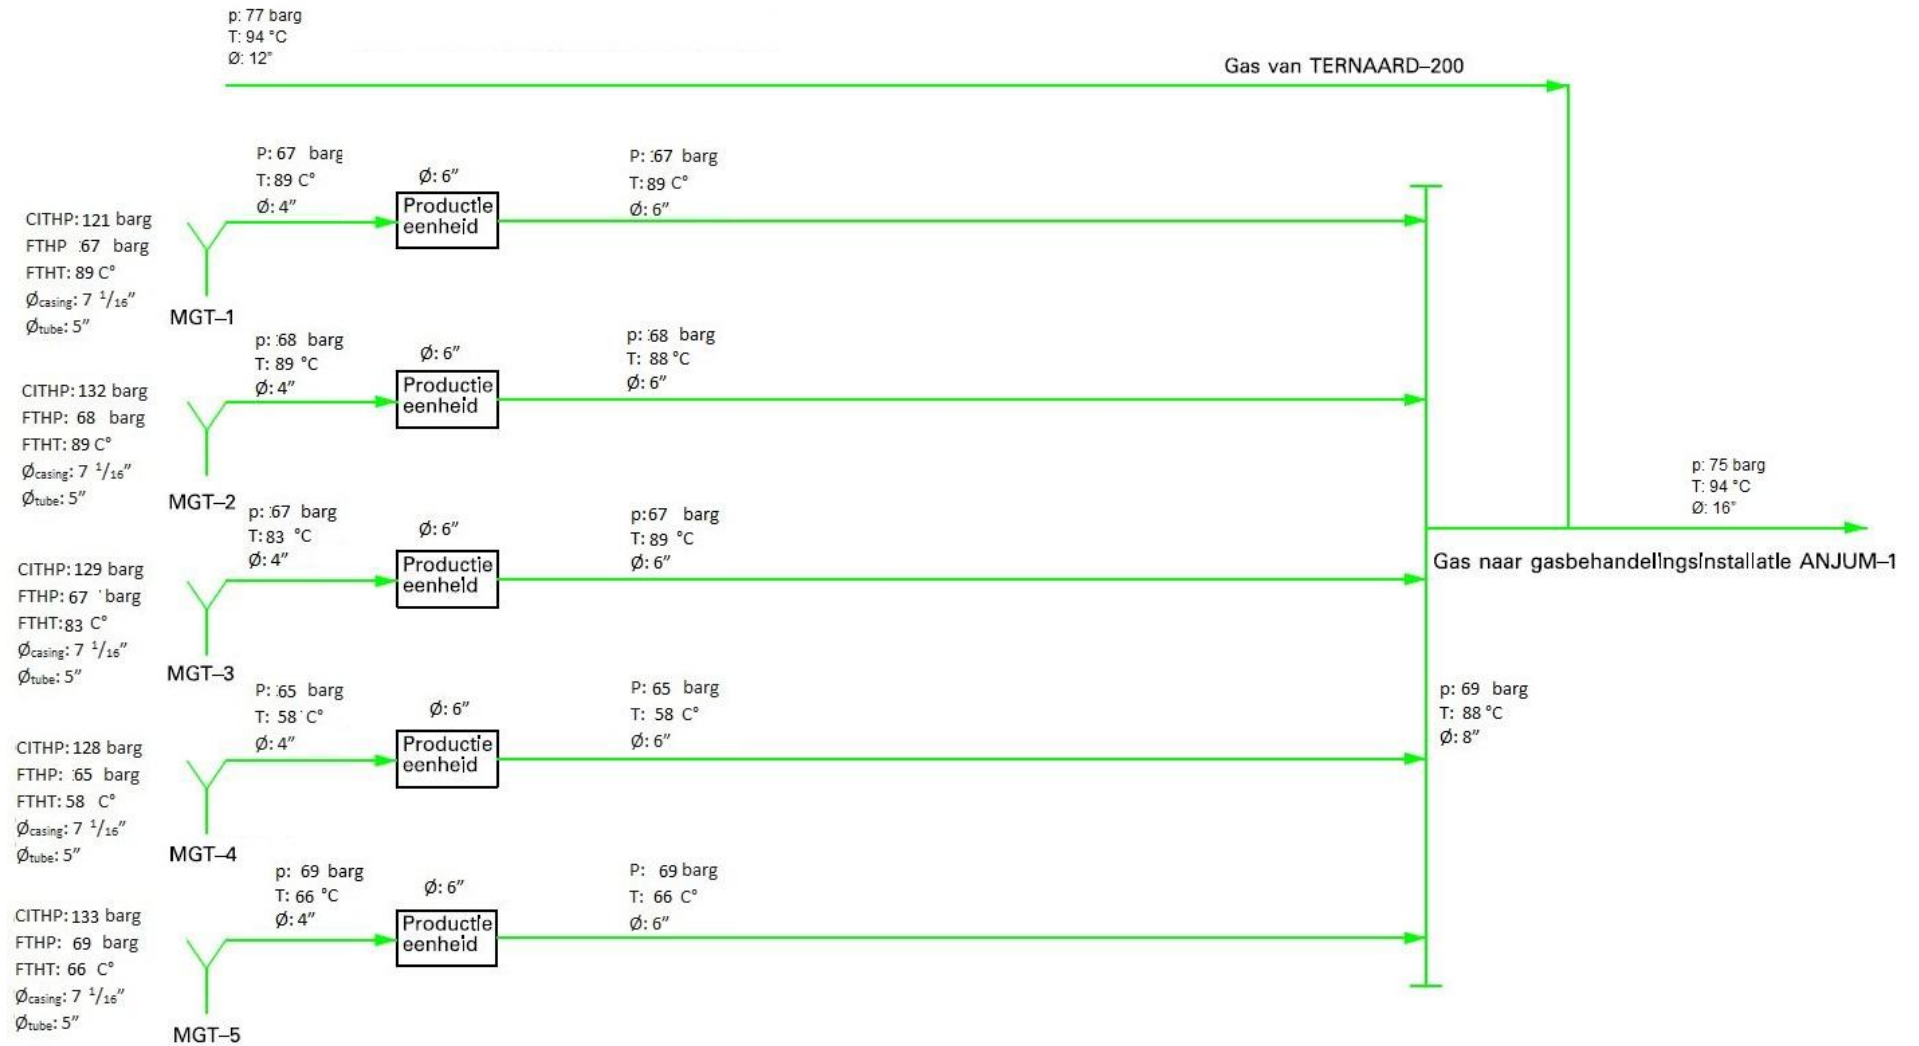 p: 77 barg
T: 94 °C
Ø: 12"
Gas van TERNAARD–200
P: 67 barg
T: 89 C°
Ø: 4"
Ø: 6"
Productie
eenheid
P: :67 barg
T: 89 C°
Ø: 6"
CITHP: 121 barg
FTHP :67 barg
FTHT: 89 C°
Øcasing: 7 1/16"
Øtube: 5"
MGT–1
p: :68 barg
T: 89 °C
Ø: 4"
Ø: 6"
Productie
eenheid
p: :68 barg
T: 88 °C
Ø: 6"
CITHP: 132 barg
FTHP: 68 barg
FTHT: 89 C°
Øcasing: 7 1/16"
Øtube: 5"
MGT–2
p: :67 barg
T: 83 °C
Ø: 4"
Ø: 6"
Productie
eenheid
p:67 barg
T: 89 °C
Ø: 6"
p: 75 barg
T: 94 °C
Ø: 16"
Gas naar gasbehandelingsinstallatie ANJUM–1
CITHP: 129 barg
FTHP: 67 barg
FTHT: 83 C°
Øcasing: 7 1/16"
Øtube: 5"
MGT–3
P: :65 barg
T: 58 C°
Ø: 4"
Ø: 6"
Productie
eenheid
P: 65 barg
T: 58 C°
Ø: 6"
p: 69 barg
T: 88 °C
Ø: 8"
CITHP: 128 barg
FTHP: :65 barg
FTHT: 58 C°
Øcasing: 7 1/16"
Øtube: 5"
MGT–4
p: 69 barg
T: 66 °C
Ø: 4"
Ø: 6"
Productie
eenheid
P: 69 barg
T: 66 C°
Ø: 6"
CITHP: 133 barg
FTHP: 69 barg
FTHT: 66 C°
Øcasing: 7 1/16"
Øtube: 5"
MGT–5